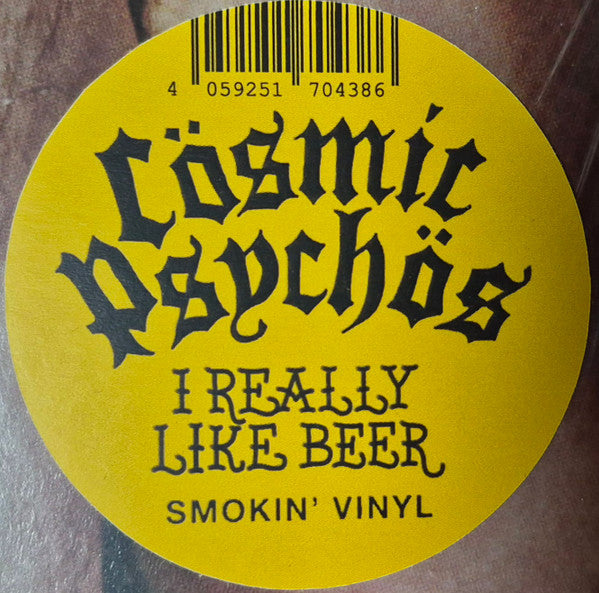 4 059251 704386
Cösmic
Psychös
I REALLY
LIKE BEER
SMOKIN' VINYL